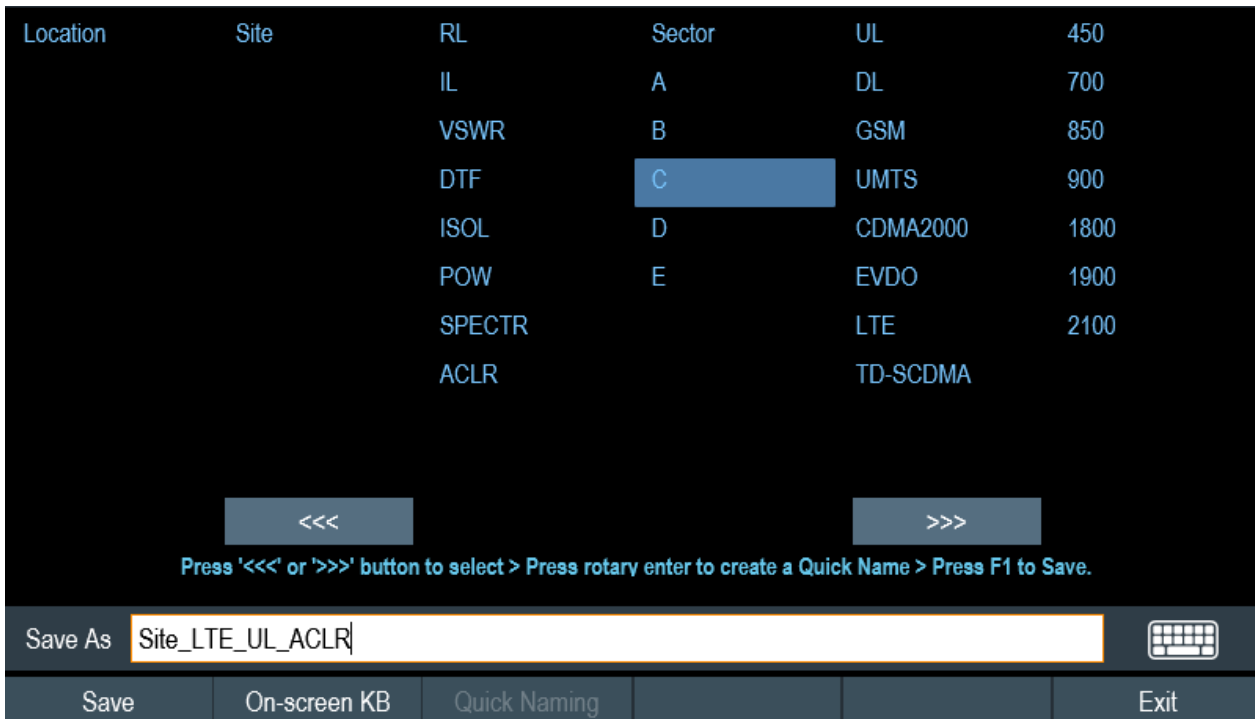 Location Site RL Sector UL 450
IL A DL 700
VSWR B GSM 850
DTF C UMTS 900
ISOL D CDMA2000 1800
POW E EVDO 1900
SPECTR LTE 2100
ACLR TD-SCDMA
<<< >>>
Press '<<<' or '>>>' button to select > Press rotary enter to create a Quick Name > Press F1 to Save.
Save As Site_LTE_UL_ACLR
Save On-screen KB Quick Naming Exit